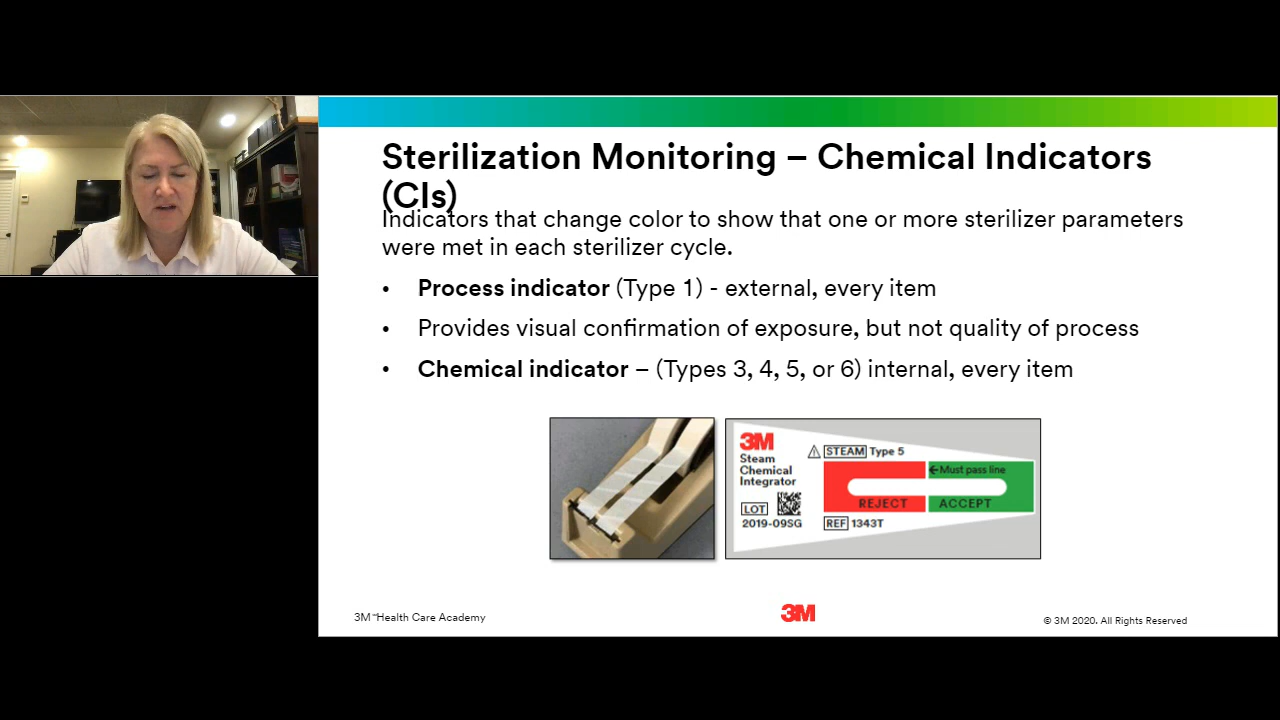 Sterilization Monitoring – Chemical Indicators
(CIs)
Indicators that change color to show that one or more sterilizer parameters
were met in each sterilizer cycle.
• Process indicator (Type 1) - external, every item
• Provides visual confirmation of exposure, but not quality of process
• Chemical indicator – (Types 3, 4, 5, or 6) internal, every item
3M
Steam
Chemical
Integrator
LOT
2019-09SG
STEAM Type 5
←Must pass line
REJECT ACCEPT
REF 1343T
3M™Health Care Academy
3M
© 3M 2020. All Rights Reserved